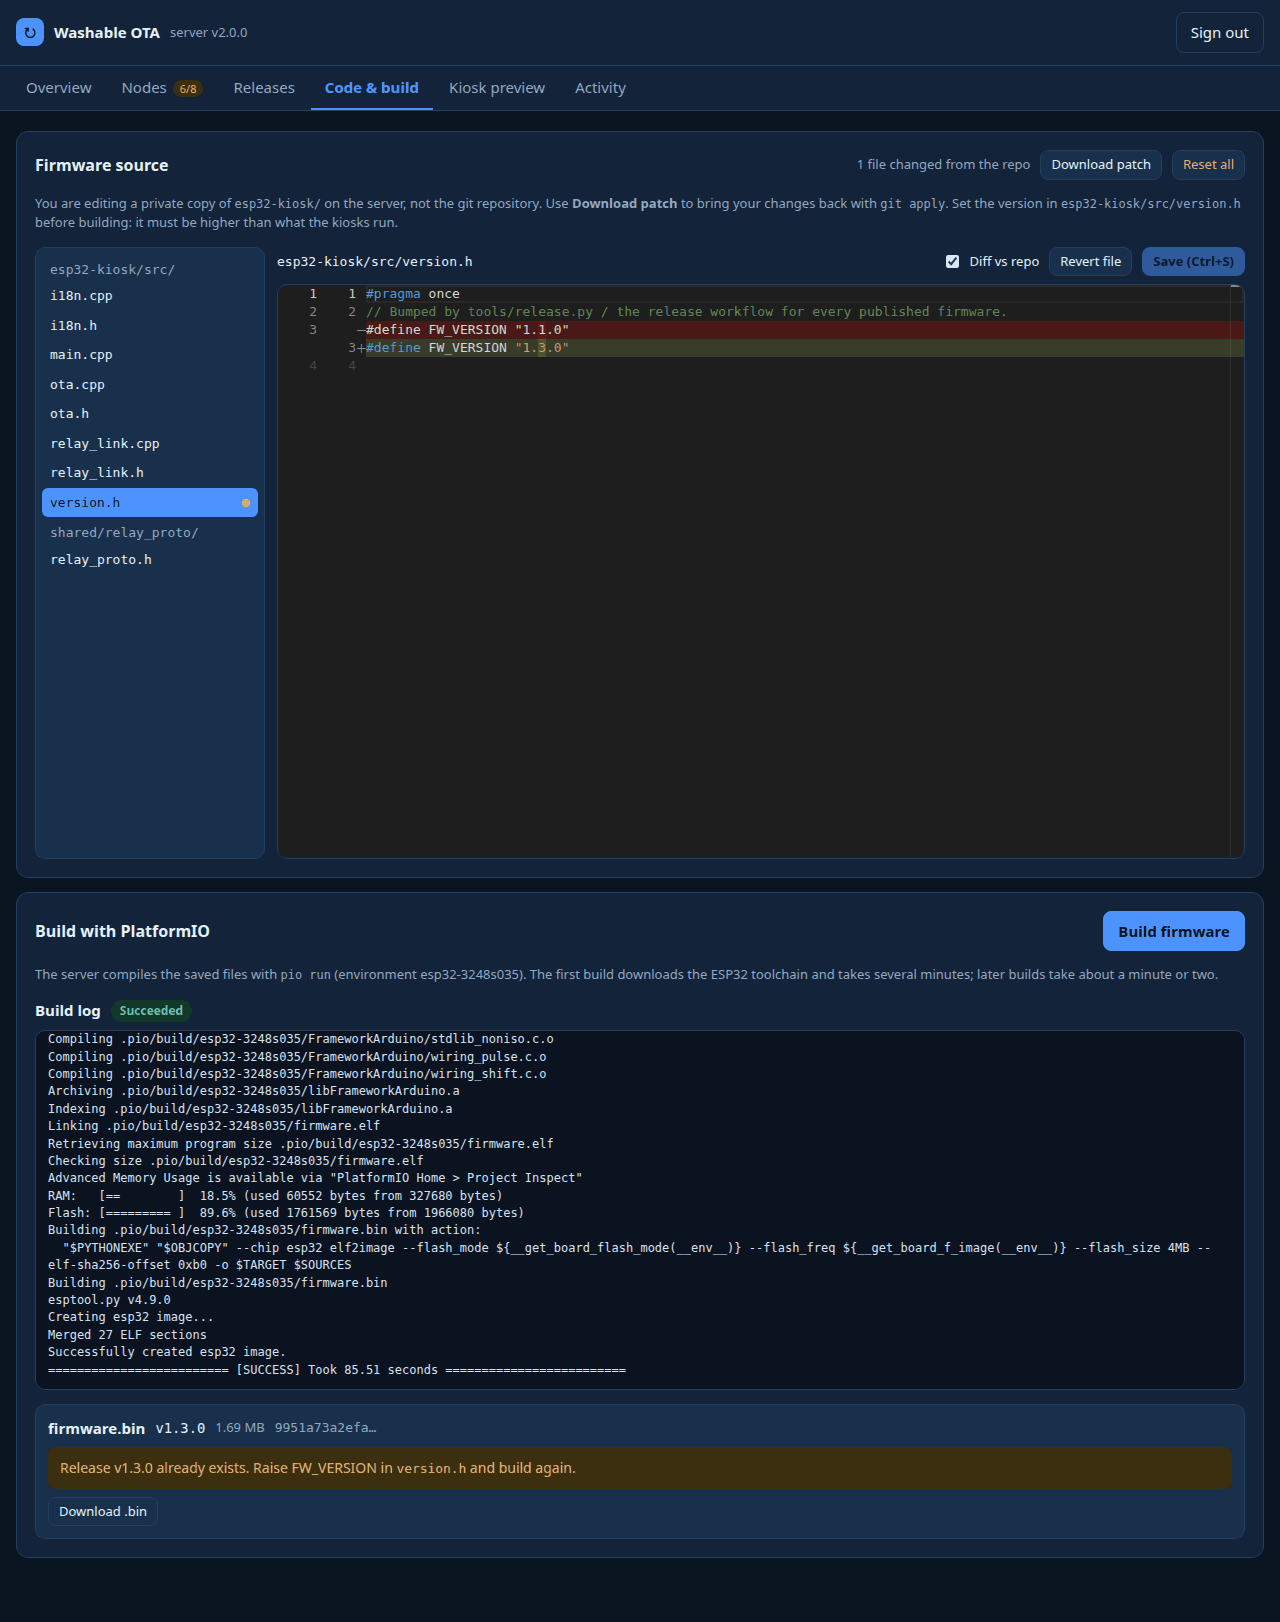 ↻ Washable OTA server v2.0.0 Sign out
Overview Nodes 6/8 Releases Code & build Kiosk preview Activity
Firmware source 1 file changed from the repo Download patch Reset all
You are editing a private copy of esp32-kiosk/ on the server, not the git repository. Use Download patch to bring your changes back with git apply. Set the version in esp32-kiosk/src/version.h
before building: it must be higher than what the kiosks run.
esp32-kiosk/src/
i18n.cpp
i18n.h
main.cpp
ota.cpp
ota.h
relay_link.cpp
relay_link.h
version.h
shared/relay_proto/
relay_proto.h
esp32-kiosk/src/version.h Diff vs repo Revert file Save (Ctrl+S)
1 1 #pragma once
2 2 // Bumped by tools/release.py / the release workflow for every published firmware.
3 —#define FW_VERSION "1.1.0"
3+#define FW_VERSION "1.3.0"
4 4
Build with PlatformIO Build firmware
The server compiles the saved files with pio run (environment esp32-3248s035). The first build downloads the ESP32 toolchain and takes several minutes; later builds take about a minute or two.
Build log Succeeded
Compiling .pio/build/esp32-3248s035/FrameworkArduino/stdlib_noniso.c.o
Compiling .pio/build/esp32-3248s035/FrameworkArduino/wiring_pulse.c.o
Compiling .pio/build/esp32-3248s035/FrameworkArduino/wiring_shift.c.o
Archiving .pio/build/esp32-3248s035/libFrameworkArduino.a
Indexing .pio/build/esp32-3248s035/libFrameworkArduino.a
Linking .pio/build/esp32-3248s035/firmware.elf
Retrieving maximum program size .pio/build/esp32-3248s035/firmware.elf
Checking size .pio/build/esp32-3248s035/firmware.elf
Advanced Memory Usage is available via "PlatformIO Home > Project Inspect"
RAM:   [==        ]  18.5% (used 60552 bytes from 327680 bytes)
Flash: [========= ]  89.6% (used 1761569 bytes from 1966080 bytes)
Building .pio/build/esp32-3248s035/firmware.bin with action:
  "$PYTHONEXE" "$OBJCOPY" --chip esp32 elf2image --flash_mode ${__get_board_flash_mode(__env__)} --flash_freq ${__get_board_f_image(__env__)} --flash_size 4MB --
elf-sha256-offset 0xb0 -o $TARGET $SOURCES
Building .pio/build/esp32-3248s035/firmware.bin
esptool.py v4.9.0
Creating esp32 image...
Merged 27 ELF sections
Successfully created esp32 image.
========================= [SUCCESS] Took 85.51 seconds =========================
firmware.bin v1.3.0 1.69 MB 9951a73a2efa…
Release v1.3.0 already exists. Raise FW_VERSION in version.h and build again.
Download .bin